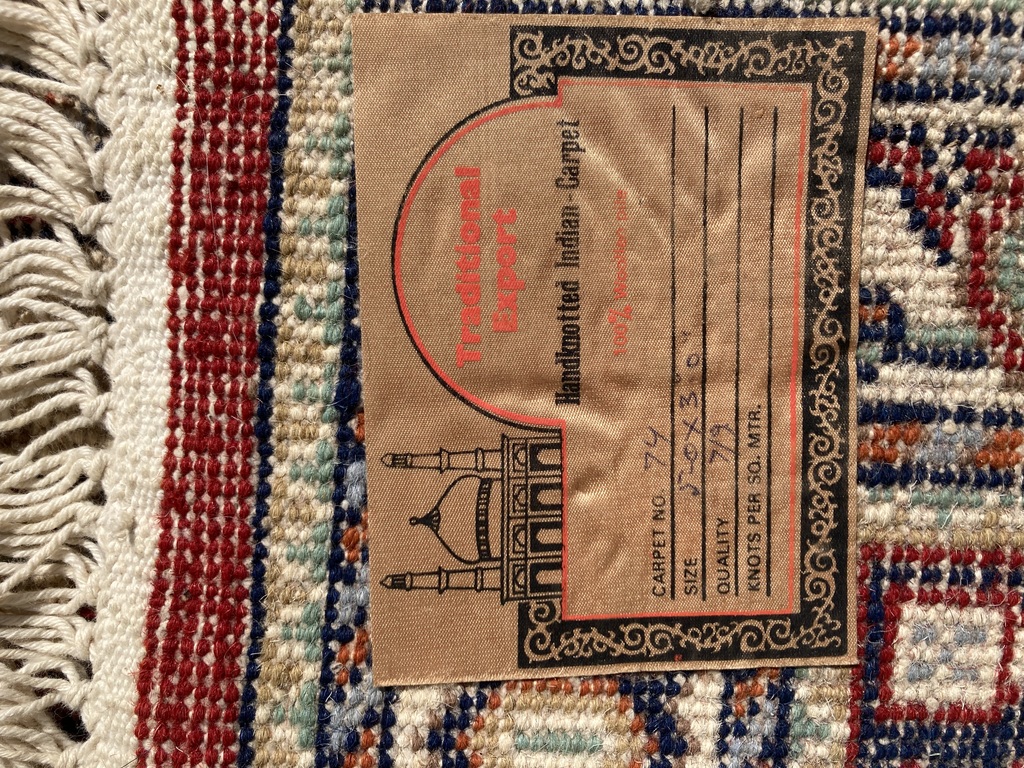 Traditional
Export
Handknotted Indian-Carpet
100%
CARPET NO. 74
SIZE 5-0 X 3-0"
QUALITY 7/9
KNOTS PER SQ. MTR.